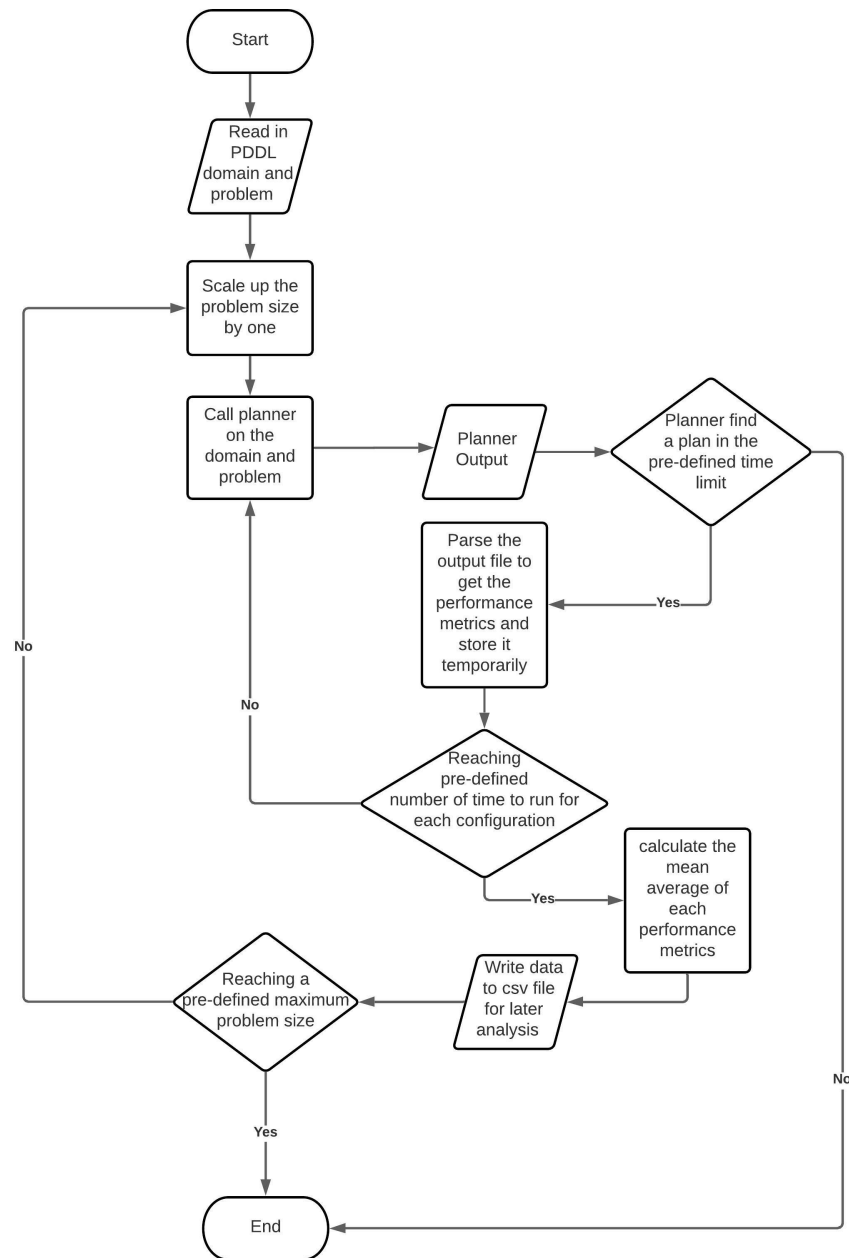 Start
Read in
PDDL
domain and
problem
Scale up the
problem size
by one
Call planner
on the
domain and
problem
Planner
Output
Planner find
a plan in the
pre-defined time
limit
Yes
Parse the
output file to
get the
performance
metrics and
store it
temporarily
No
No
Reaching
pre-defined
number of time to run for
each configuration
Yes
calculate the
mean
average of
each
performance
metrics
Write data
to csv file
for later
analysis
Reaching a
pre-defined maximum
problem size
No
Yes
End